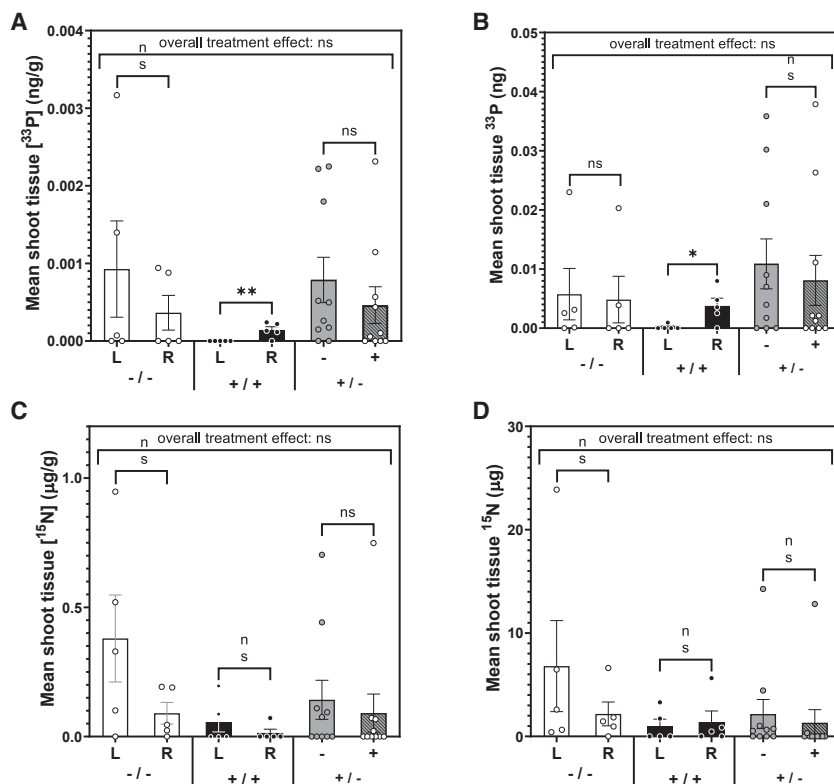 A
Mean shoot tissue [³³P] (ng/g)
0.004
0.003
0.002
0.001
0.000
n
overall treatment effect: ns
s
**
ns
L R L R - +
- / - + / + + / -
B
Mean shoot tissue ³³P (ng)
0.05
0.04
0.03
0.02
0.01
0.00
overall treatment effect: ns
n
s
ns
*
L R L R - +
- / - + / + + / -
C
Mean shoot tissue [¹⁵N] (µg/g)
1.0
0.5
0.0
n
overall treatment effect: ns
s
ns
n
s
L R L R - +
- / - + / + + / -
D
Mean shoot tissue ¹⁵N (µg)
30
20
10
0
n
overall treatment effect: ns
s
n
s
n
s
L R L R - +
- / - + / + + / -